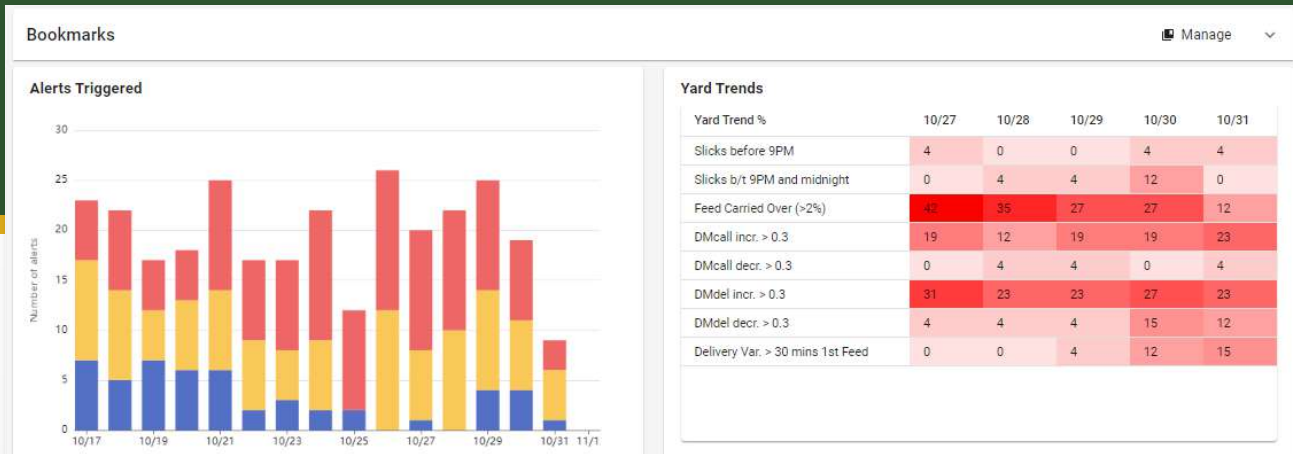 Bookmarks
Manage
Alerts Triggered
Number of alerts
30
25
20
15
10
5
0
10/17 10/19 10/21 10/23 10/25 10/27 10/29 10/31 11/1
Yard Trends
Yard Trend % 10/27 10/28 10/29 10/30 10/31
Slicks before 9PM 4 0 0 4 4
Slicks b/t 9PM and midnight 0 4 4 12 0
Feed Carried Over (>2%) 42 35 27 27 12
DMcall incr. > 0.3 19 12 19 19 23
DMcall decr. > 0.3 0 4 4 0 4
DMdel incr. > 0.3 31 23 23 27 23
DMdel decr. > 0.3 4 4 4 15 12
Delivery Var. > 30 mins 1st Feed 0 0 4 12 15